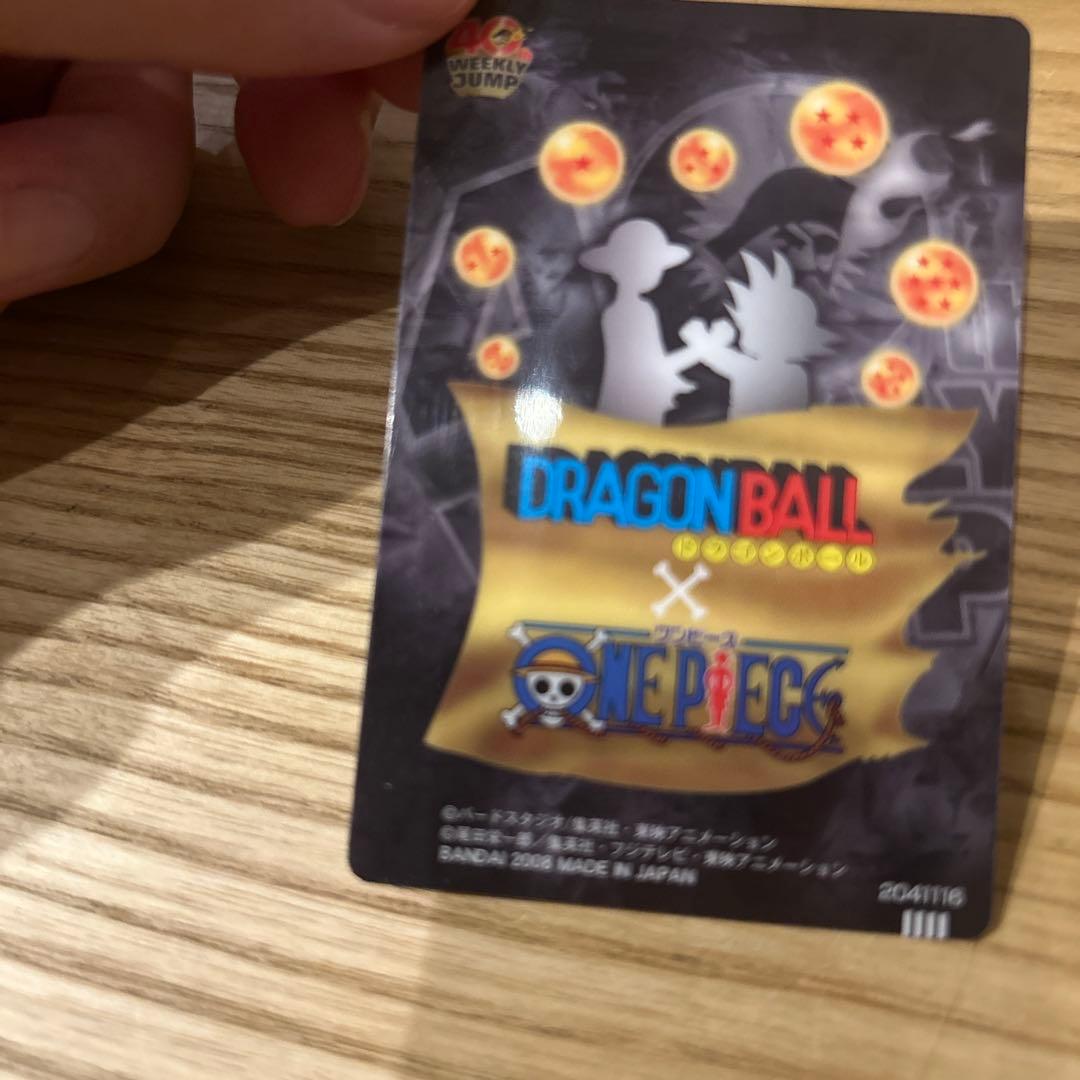 40th
WEEKLY
JUMP
DRAGONBALL
ドラゴンボール
×
ワンピース
ONE PIECE
©バードスタジオ/集英社・東映アニメーション
©尾田栄一郎/集英社・フジテレビ・東映アニメーション
BANDAI 2008 MADE IN JAPAN
2041116